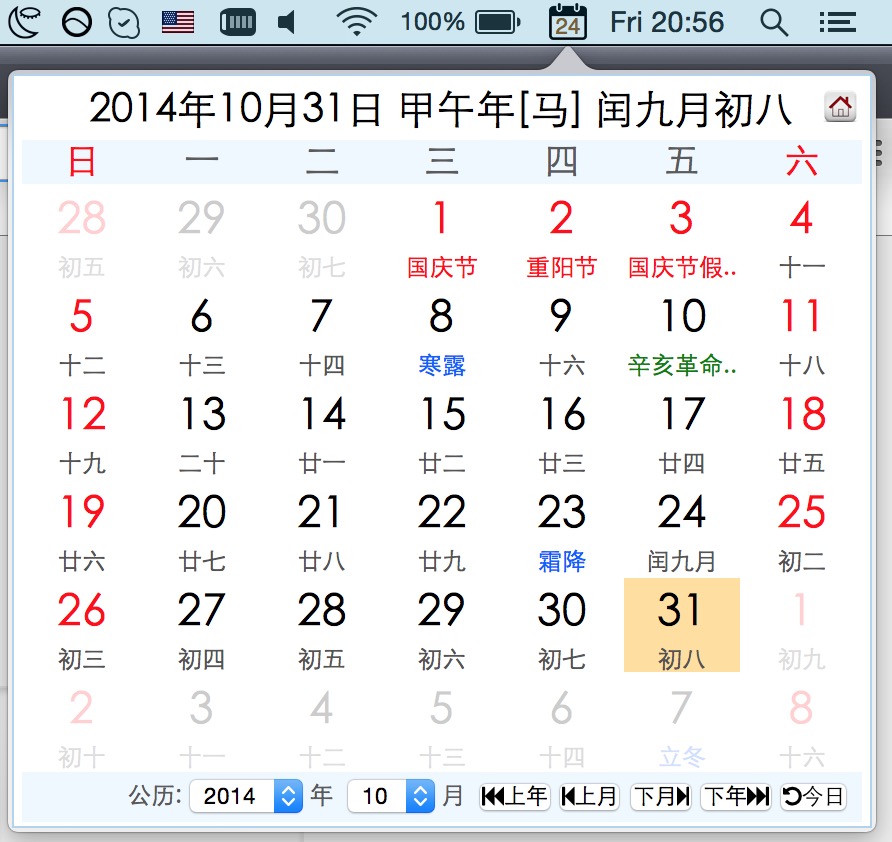 100% 24 Fri 20:56
2014年10月31日 甲午年[马] 闰九月初八
日 一 二 三 四 五 六
28 29 30 1 2 3 4
初五 初六 初七 国庆节 重阳节 国庆节假.. 十一
5 6 7 8 9 10 11
十二 十三 十四 寒露 十六 辛亥革命.. 十八
12 13 14 15 16 17 18
十九 二十 廿一 廿二 廿三 廿四 廿五
19 20 21 22 23 24 25
廿六 廿七 廿八 廿九 霜降 闰九月 初二
26 27 28 29 30 31 1
初三 初四 初五 初六 初七 初八 初九
2 3 4 5 6 7 8
初十 十一 十二 十三 十四 立冬 十六
公历: 2014 年 10 月 上年 上月 下月 下年 今日